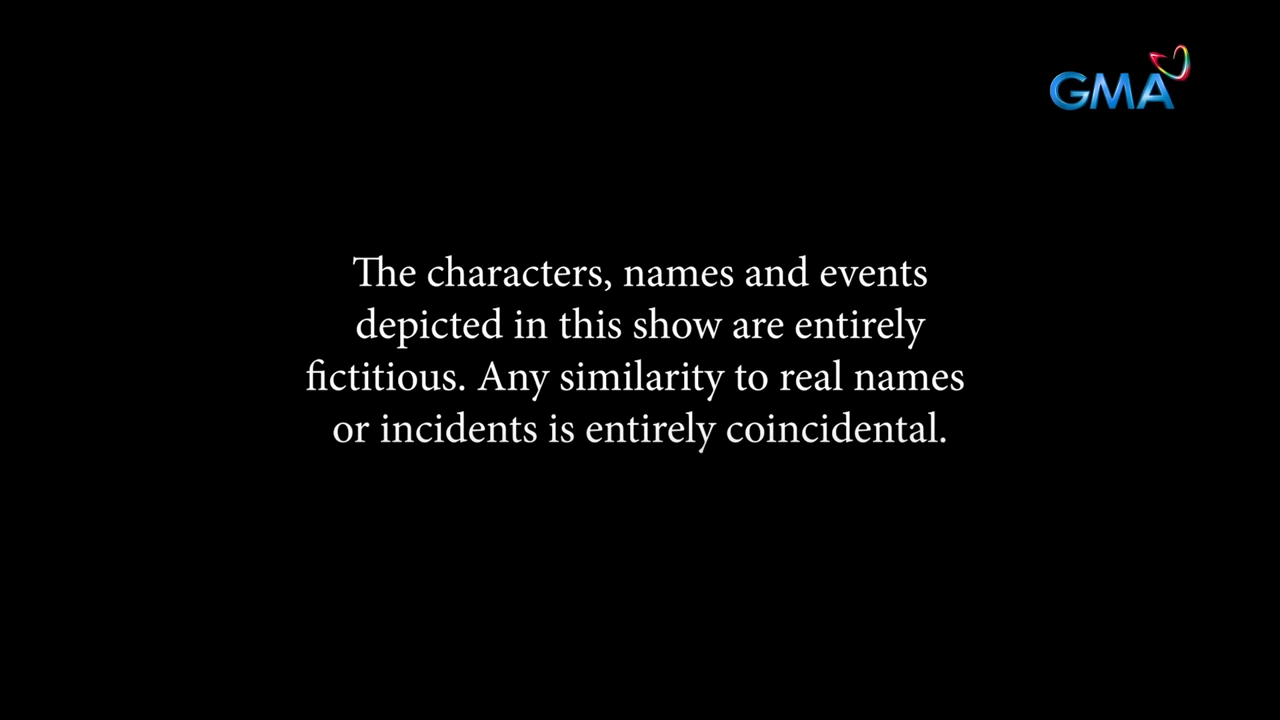 GMA
The characters, names and events
depicted in this show are entirely
fictitious. Any similarity to real names
or incidents is entirely coincidental.